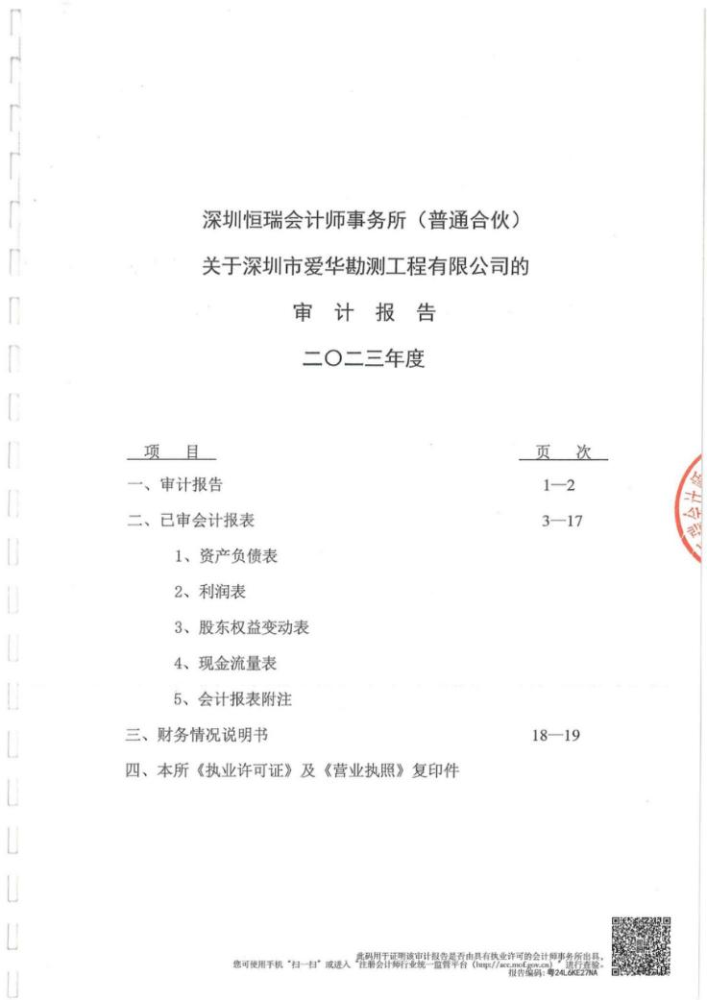 深圳恒瑞会计师事务所（普通合伙）
关于深圳市爱华勘测工程有限公司的
审 计 报 告
二〇二三年度
项 目 页 次
一、审计报告 1—2
二、已审会计报表 3—17
1、资产负债表
2、利润表
3、股东权益变动表
4、现金流量表
5、会计报表附注
三、财务情况说明书 18—19
四、本所《执业许可证》及《营业执照》复印件
此码用于证明该审计报告是否由具有执业许可的会计师事务所出具，
您可使用手机“扫一扫”或进入“注册会计师行业统一监管平台（http://acc.mof.gov.cn）”进行查验。
报告编码：粤24L6KE27NA